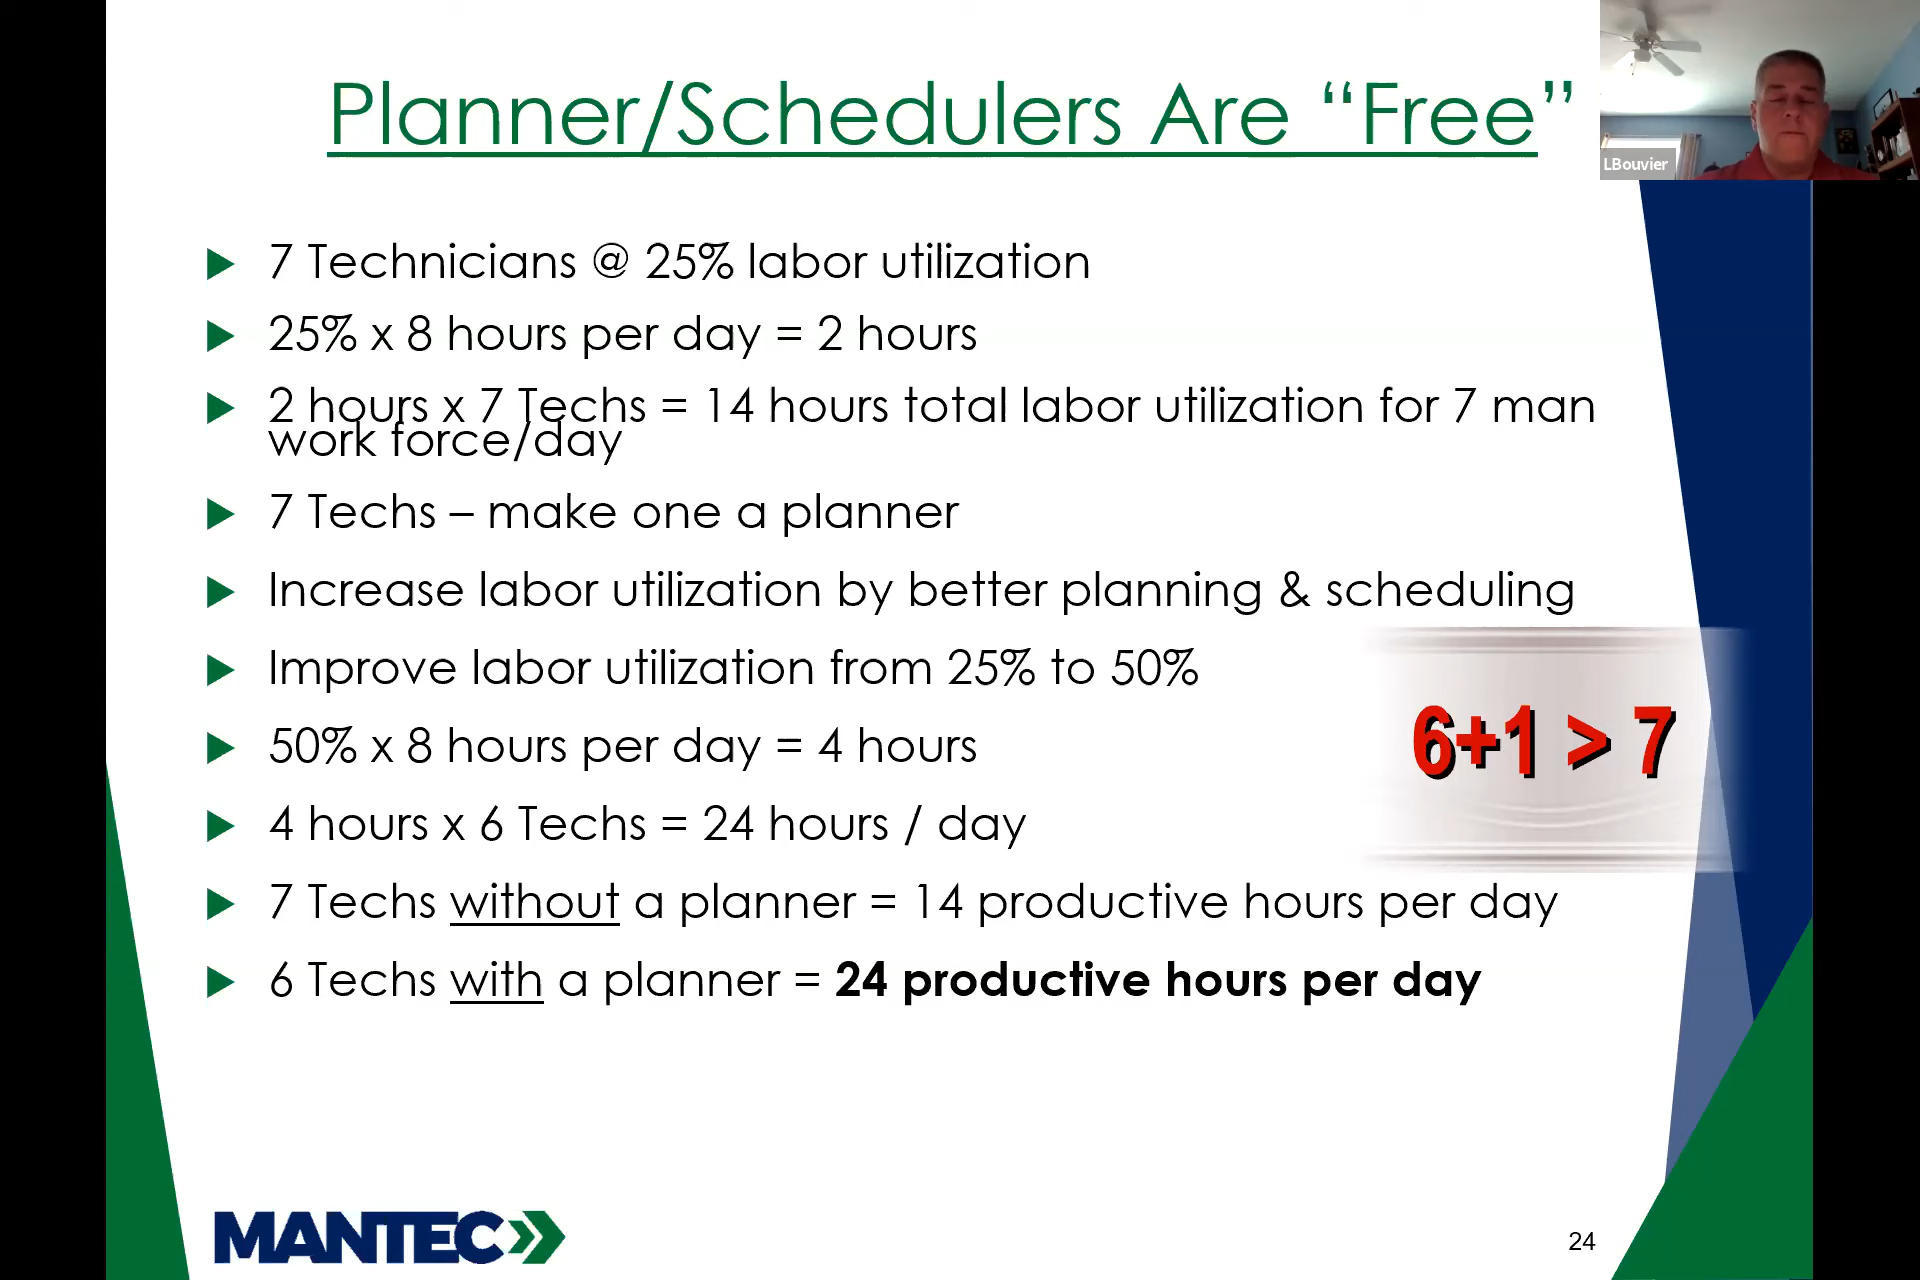 Planner/Schedulers Are “Free”
LBouvier
7 Technicians @ 25% labor utilization
25% x 8 hours per day = 2 hours
2 hours x 7 Techs = 14 hours total labor utilization for 7 man
work force/day
7 Techs – make one a planner
Increase labor utilization by better planning & scheduling
Improve labor utilization from 25% to 50%
50% x 8 hours per day = 4 hours
6+1 > 7
4 hours x 6 Techs = 24 hours / day
7 Techs without a planner = 14 productive hours per day
6 Techs with a planner = 24 productive hours per day
MANTEC
24